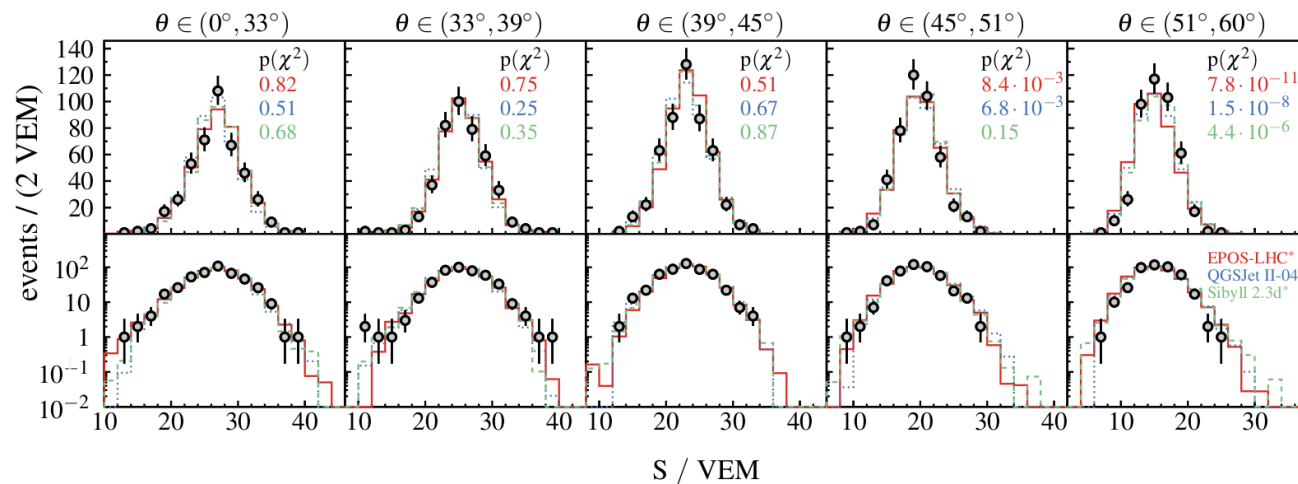 θ ∈ (0°, 33°) θ ∈ (33°, 39°) θ ∈ (39°, 45°) θ ∈ (45°, 51°) θ ∈ (51°, 60°)
140
120
100
80
60
40
20
p(χ²)
0.82
0.51
0.68
p(χ²)
0.75
0.25
0.35
p(χ²)
0.51
0.67
0.87
p(χ²)
8.4 · 10⁻³
6.8 · 10⁻³
0.15
p(χ²)
7.8 · 10⁻¹¹
1.5 · 10⁻⁸
4.4 · 10⁻⁶
events / (2 VEM)
10²
10
1
10⁻¹
10⁻²
EPOS-LHC*
QGSJet II-04
Sibyll 2.3d*
10 20 30 40 20 30 40 10 20 30 40 10 20 30 40 10 20 30
S / VEM